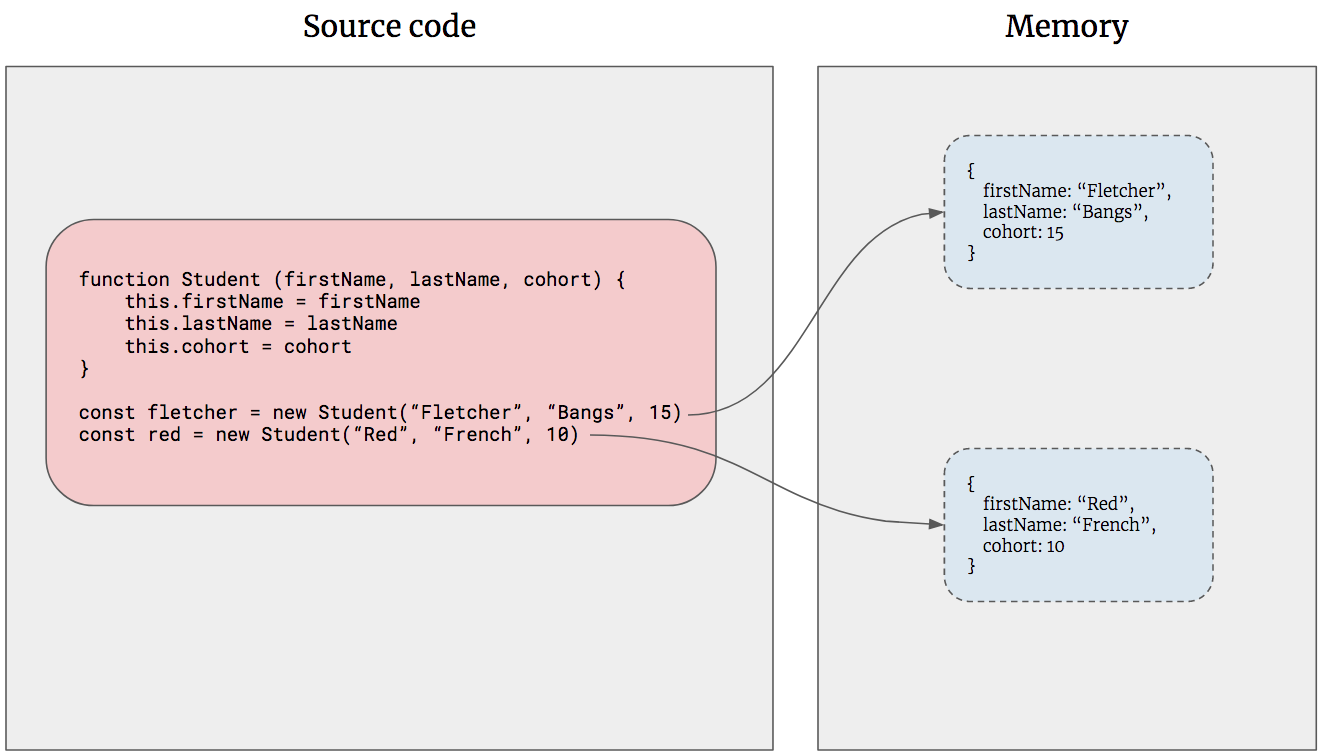 Source code
Memory
function Student (firstName, lastName, cohort) {
    this.firstName = firstName
    this.lastName = lastName
    this.cohort = cohort
}
const fletcher = new Student(“Fletcher”, “Bangs”, 15)
const red = new Student(“Red”, “French”, 10)
{
    firstName: “Fletcher”,
    lastName: “Bangs”,
    cohort: 15
}
{
    firstName: “Red”,
    lastName: “French”,
    cohort: 10
}